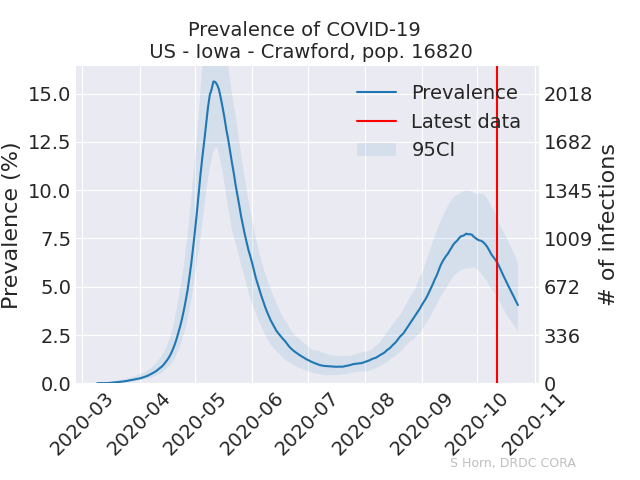 Prevalence of COVID-19
US - Iowa - Crawford, pop. 16820
Prevalence
Latest data
95CI
Prevalence (%)
15.0
12.5
10.0
7.5
5.0
2.5
0.0
2018
1682
1345
1009
672
336
0
# of infections
2020-03
2020-04
2020-05
2020-06
2020-07
2020-08
2020-09
2020-10
2020-11
S Horn, DRDC CORA